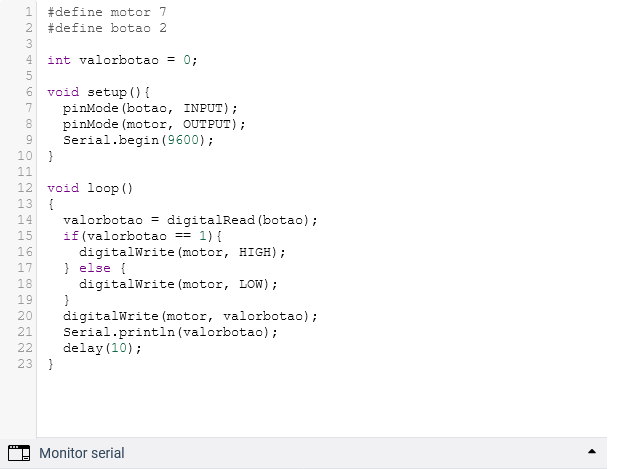 1 #define motor 7
2 #define botao 2
3
4 int valorbotao = 0;
5
6 void setup(){
7   pinMode(botao, INPUT);
8   pinMode(motor, OUTPUT);
9   Serial.begin(9600);
10 }
11
12 void loop()
13 {
14   valorbotao = digitalRead(botao);
15   if(valorbotao == 1){
16     digitalWrite(motor, HIGH);
17   } else {
18     digitalWrite(motor, LOW);
19   }
20   digitalWrite(motor, valorbotao);
21   Serial.println(valorbotao);
22   delay(10);
23 }
Monitor serial